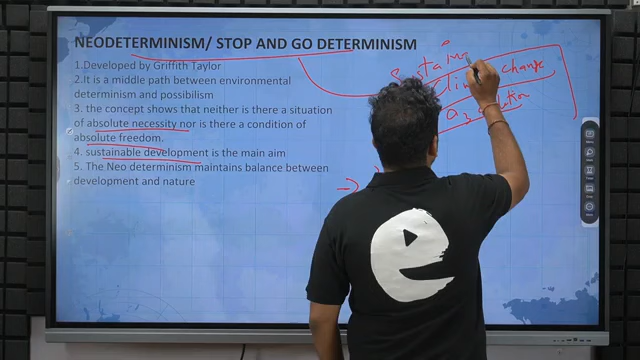 NEODETERMINISM/ STOP AND GO DETERMINISM
1.Developed by Griffith Taylor
2.It is a middle path between environmental
determinism and possibilism
3. the concept shows that neither is there a situation
of absolute necessity nor is there a condition of
absolute freedom.
4. sustainable development is the main aim
5. The Neo determinism maintains balance between
development and nature
change